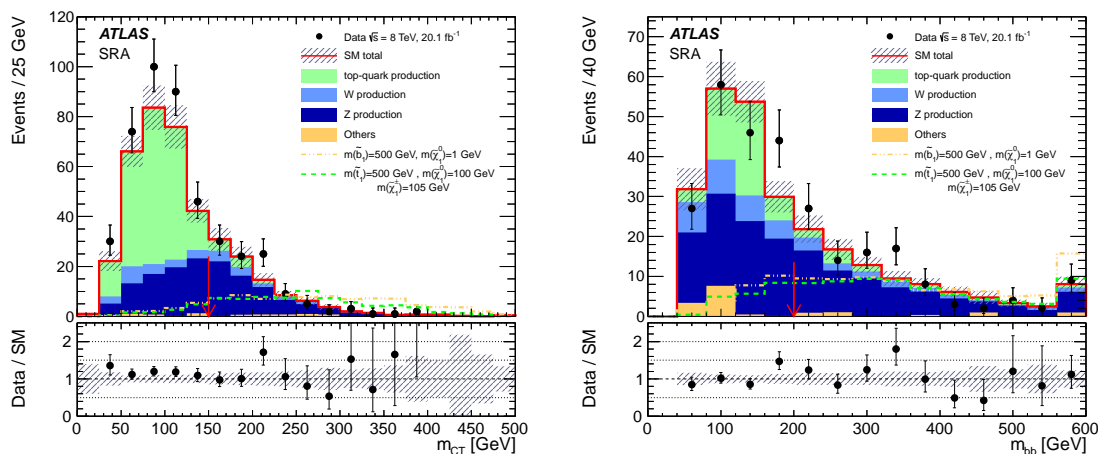 ATLAS
SRA
Data √s = 8 TeV, 20.1 fb⁻¹
SM total
top-quark production
W production
Z production
Others
m(b̃₁)=500 GeV, m(χ̃₁⁰)=1 GeV
m(t̃₁)=500 GeV , m(χ̃₁⁰)=100 GeV
m(χ̃₁±)=105 GeV
Events / 25 GeV
120
100
80
60
40
20
0
Data / SM
2
1
0
0 50 100 150 200 250 300 350 400 450 500
m_CT [GeV]
ATLAS
SRA
Data √s = 8 TeV, 20.1 fb⁻¹
SM total
top-quark production
W production
Z production
Others
m(b̃₁)=500 GeV , m(χ̃₁⁰)=1 GeV
m(t̃₁)=500 GeV , m(χ̃₁⁰)=100 GeV
m(χ̃₁±)=105 GeV
Events / 40 GeV
70
60
50
40
30
20
10
Data / SM
2
1
0
0 100 200 300 400 500 600
m_bb [GeV]